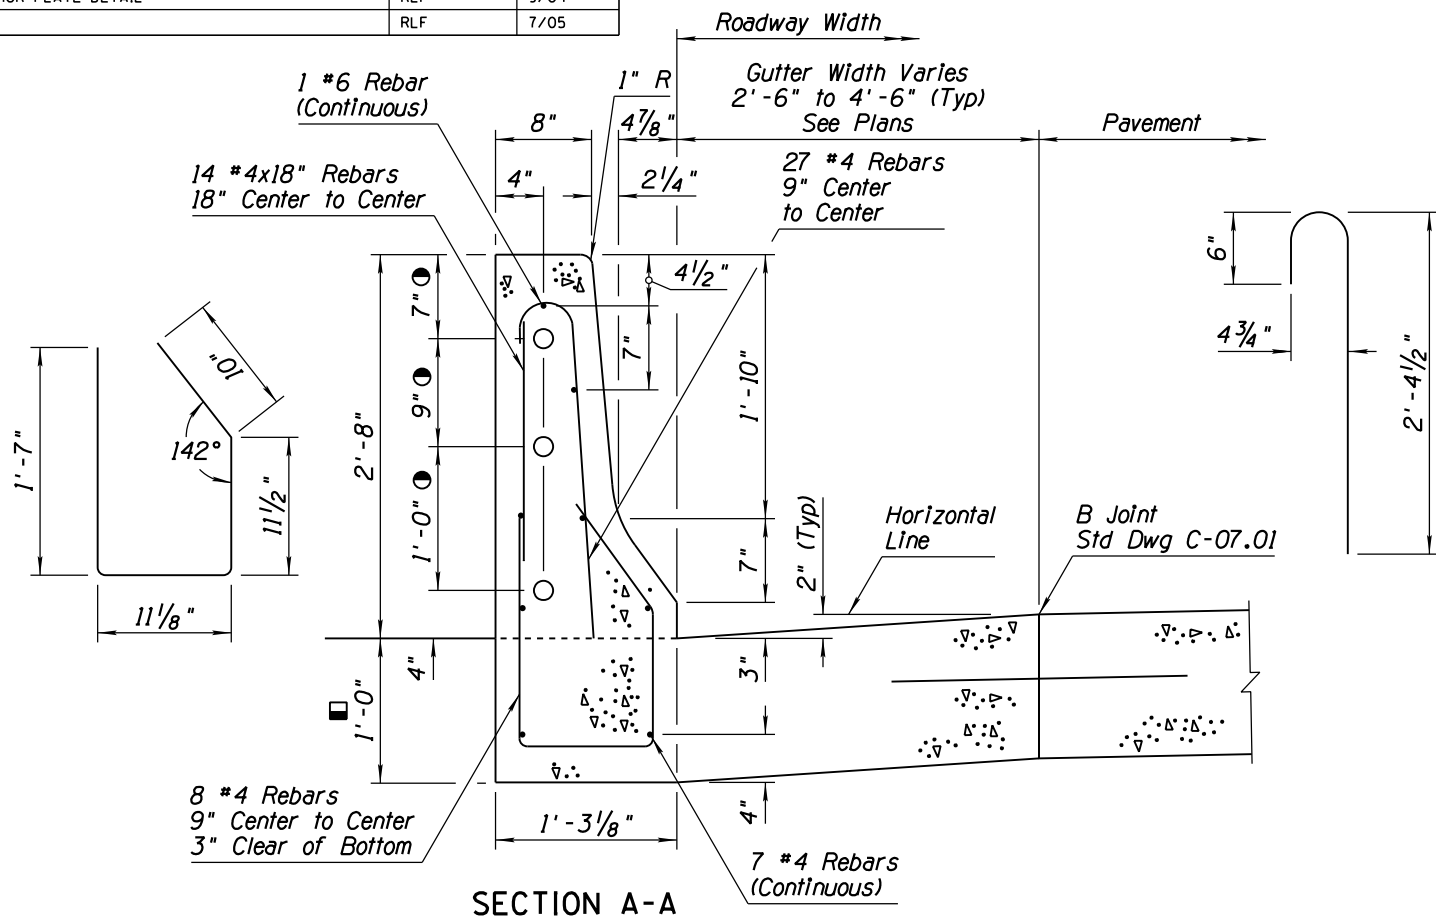 RLF
7/05
Roadway Width
1 #6 Rebar
(Continuous)
1" R
Gutter Width Varies
2'-6" to 4'-6" (Typ)
See Plans
8"
4 7/8"
Pavement
14 #4x18" Rebars
18" Center to Center
4"
2 1/4"
27 #4 Rebars
9" Center
to Center
6"
7"
4 1/2"
4 3/4"
7"
10"
1'-10"
9"
2'-4 1/2"
1'-7"
142°
2'-8"
11 1/2"
1'-0"
7"
2" (Typ)
Horizontal
Line
B Joint
Std Dwg C-07.01
11 1/8"
4"
1'-0"
3"
8 #4 Rebars
9" Center to Center
3" Clear of Bottom
1'-3 1/8"
4"
7 #4 Rebars
(Continuous)
SECTION A-A